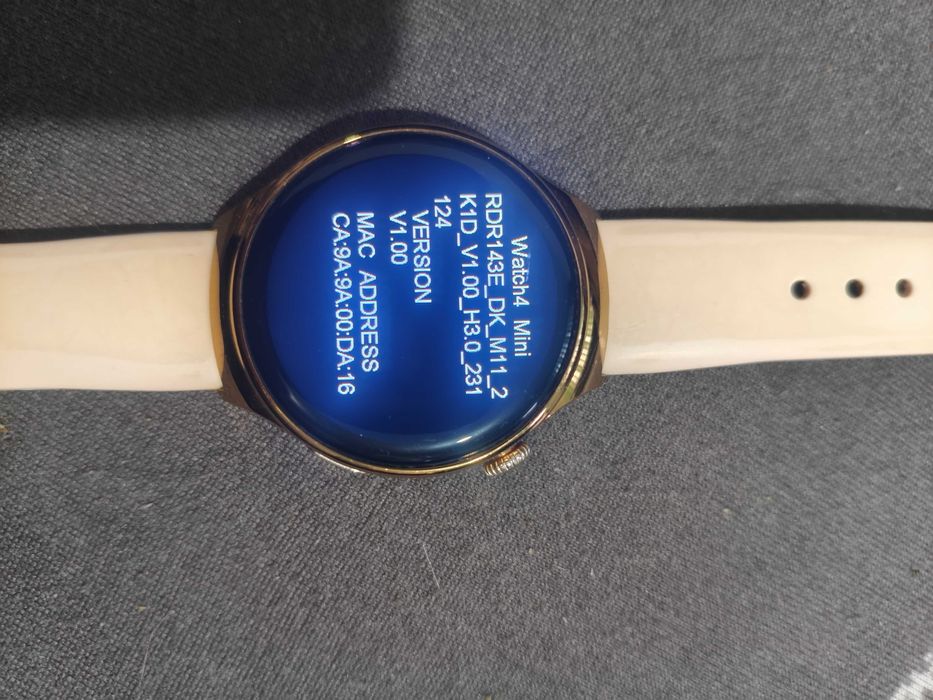 Watch4 Mini
RDR143E_DK_M11_2
K1D_V1.00_H3.0_231
124
VERSION
V1.00
MAC ADDRESS
CA:9A:9A:00:DA:16